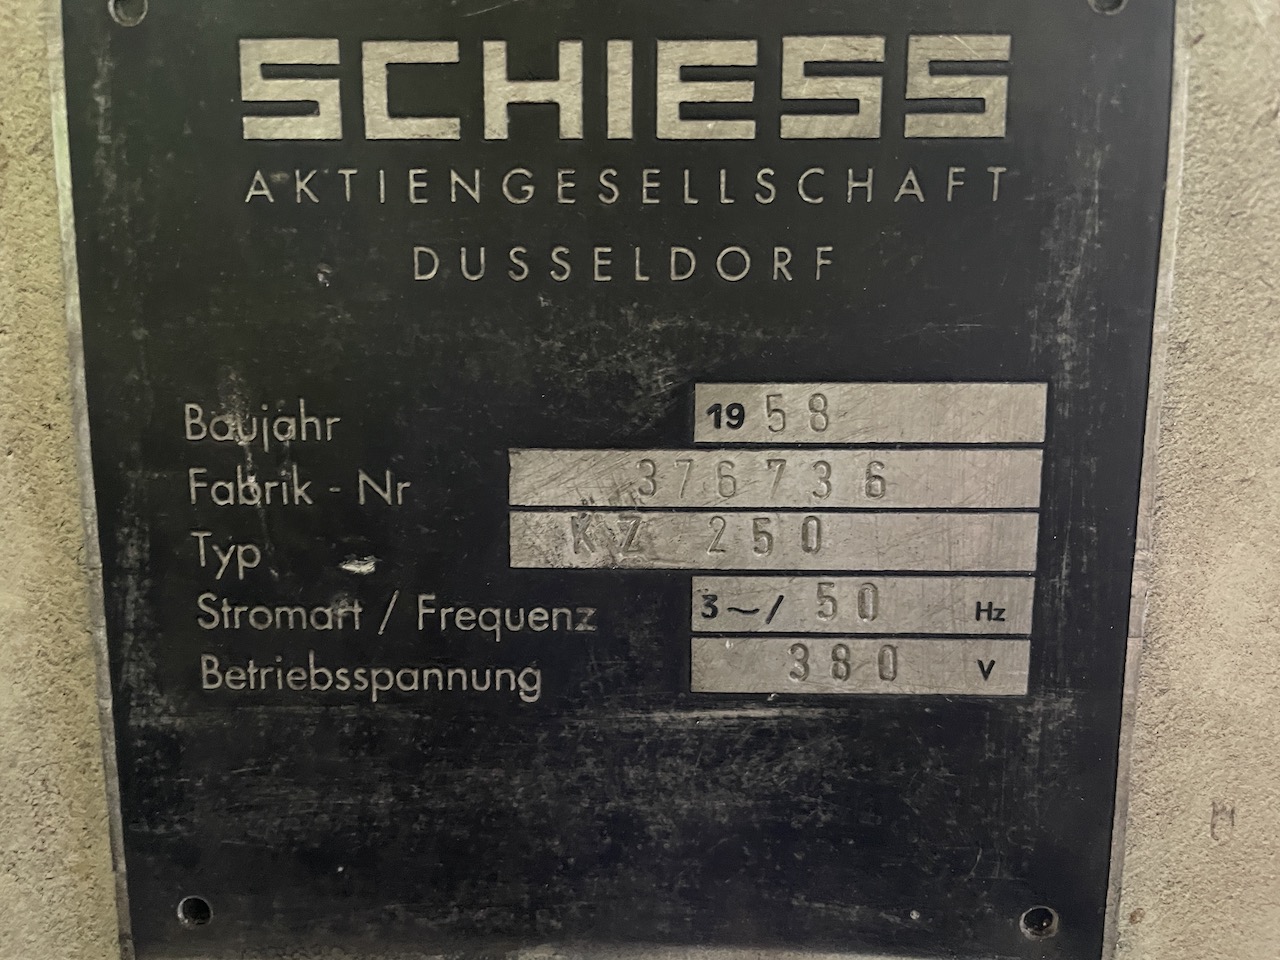 SCHIESS
AKTIENGESELLSCHAFT
DUSSELDORF
Baujahr 1958
Fabrik - Nr 376736
Typ KZ 250
Stromart / Frequenz 3~/ 50 Hz
Betriebsspannung 380 V